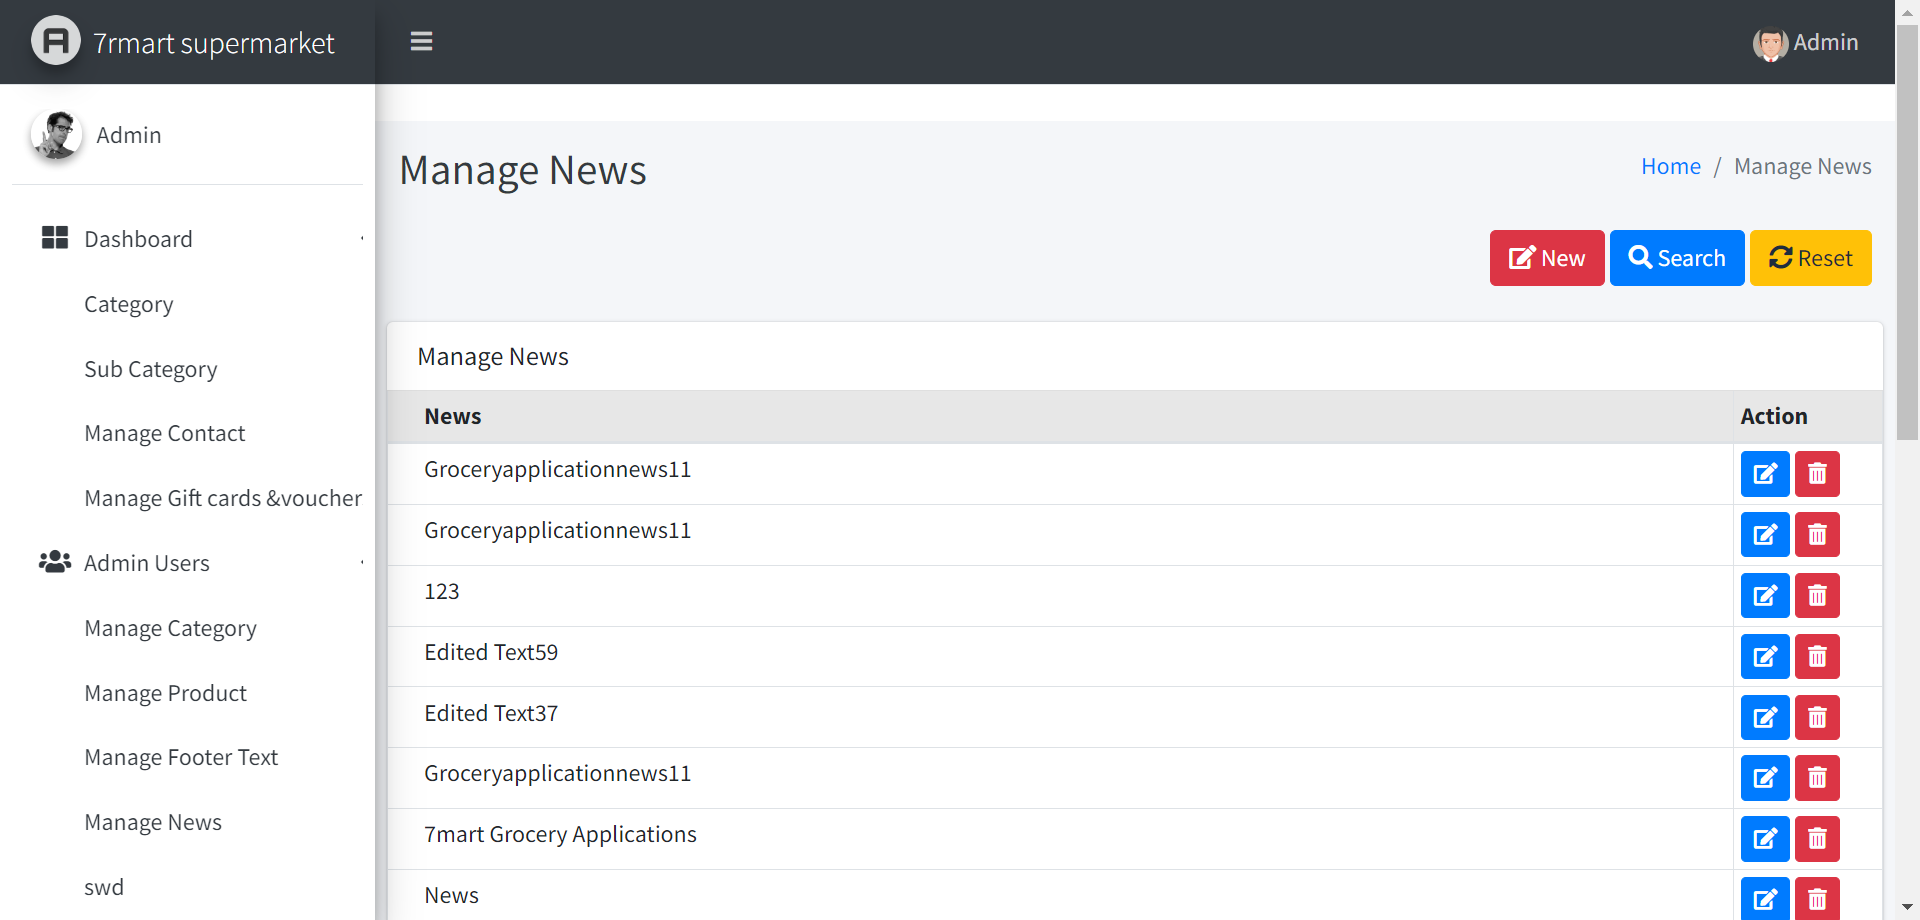 7rmart supermarket
Admin
Admin
Manage News
Home / Manage News
Dashboard
Category
Sub Category
Manage Contact
Manage Gift cards &voucher
Admin Users
Manage Category
Manage Product
Manage Footer Text
Manage News
swd
New
Search
Reset
Manage News
News
Action
Groceryapplicationnews11
Groceryapplicationnews11
123
Edited Text59
Edited Text37
Groceryapplicationnews11
7mart Grocery Applications
News